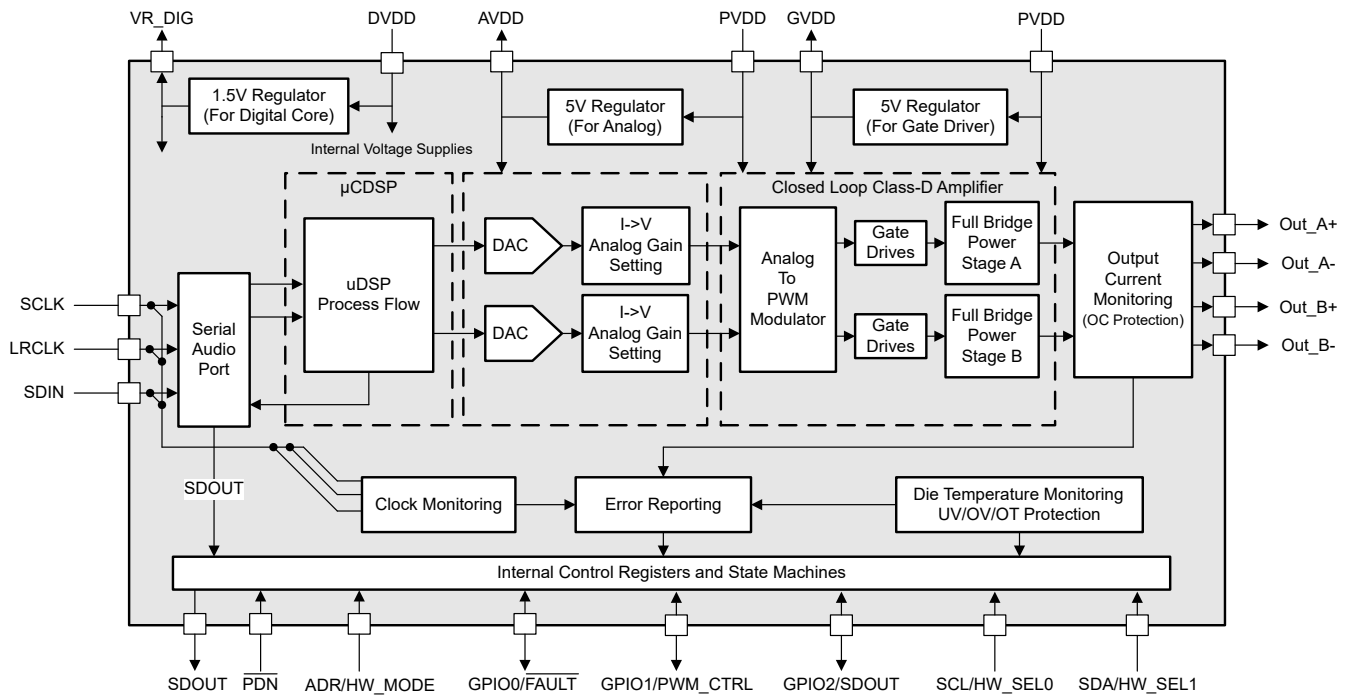 VR_DIG
DVDD
AVDD
PVDD
GVDD
PVDD
1.5V Regulator
(For Digital Core)
Internal Voltage Supplies
5V Regulator
(For Analog)
5V Regulator
(For Gate Driver)
µCDSP
Closed Loop Class-D Amplifier
SCLK
LRCLK
SDIN
Serial
Audio
Port
uDSP
Process Flow
DAC
I->V
Analog Gain
Setting
DAC
I->V
Analog Gain
Setting
Analog
To
PWM
Modulator
Gate
Drives
Full Bridge
Power
Stage A
Gate
Drives
Full Bridge
Power
Stage B
Output
Current
Monitoring
(OC Protection)
Out_A+
Out_A-
Out_B+
Out_B-
SDOUT
Clock Monitoring
Error Reporting
Die Temperature Monitoring
UV/OV/OT Protection
Internal Control Registers and State Machines
SDOUT
PDN
ADR/HW_MODE
GPIO0/FAULT
GPIO1/PWM_CTRL
GPIO2/SDOUT
SCL/HW_SEL0
SDA/HW_SEL1